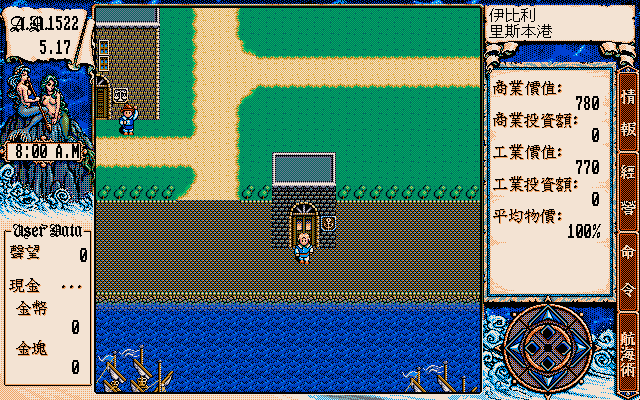 A.D.1522
5.17
8:00 A.M
User Data
聲望
0
現金 ...
金幣
0
金塊
0
伊比利
里斯本港
商業價值:
780
商業投資額:
0
工業價值:
770
工業投資額:
0
平均物價:
100%
情報
經營
命令
航海術